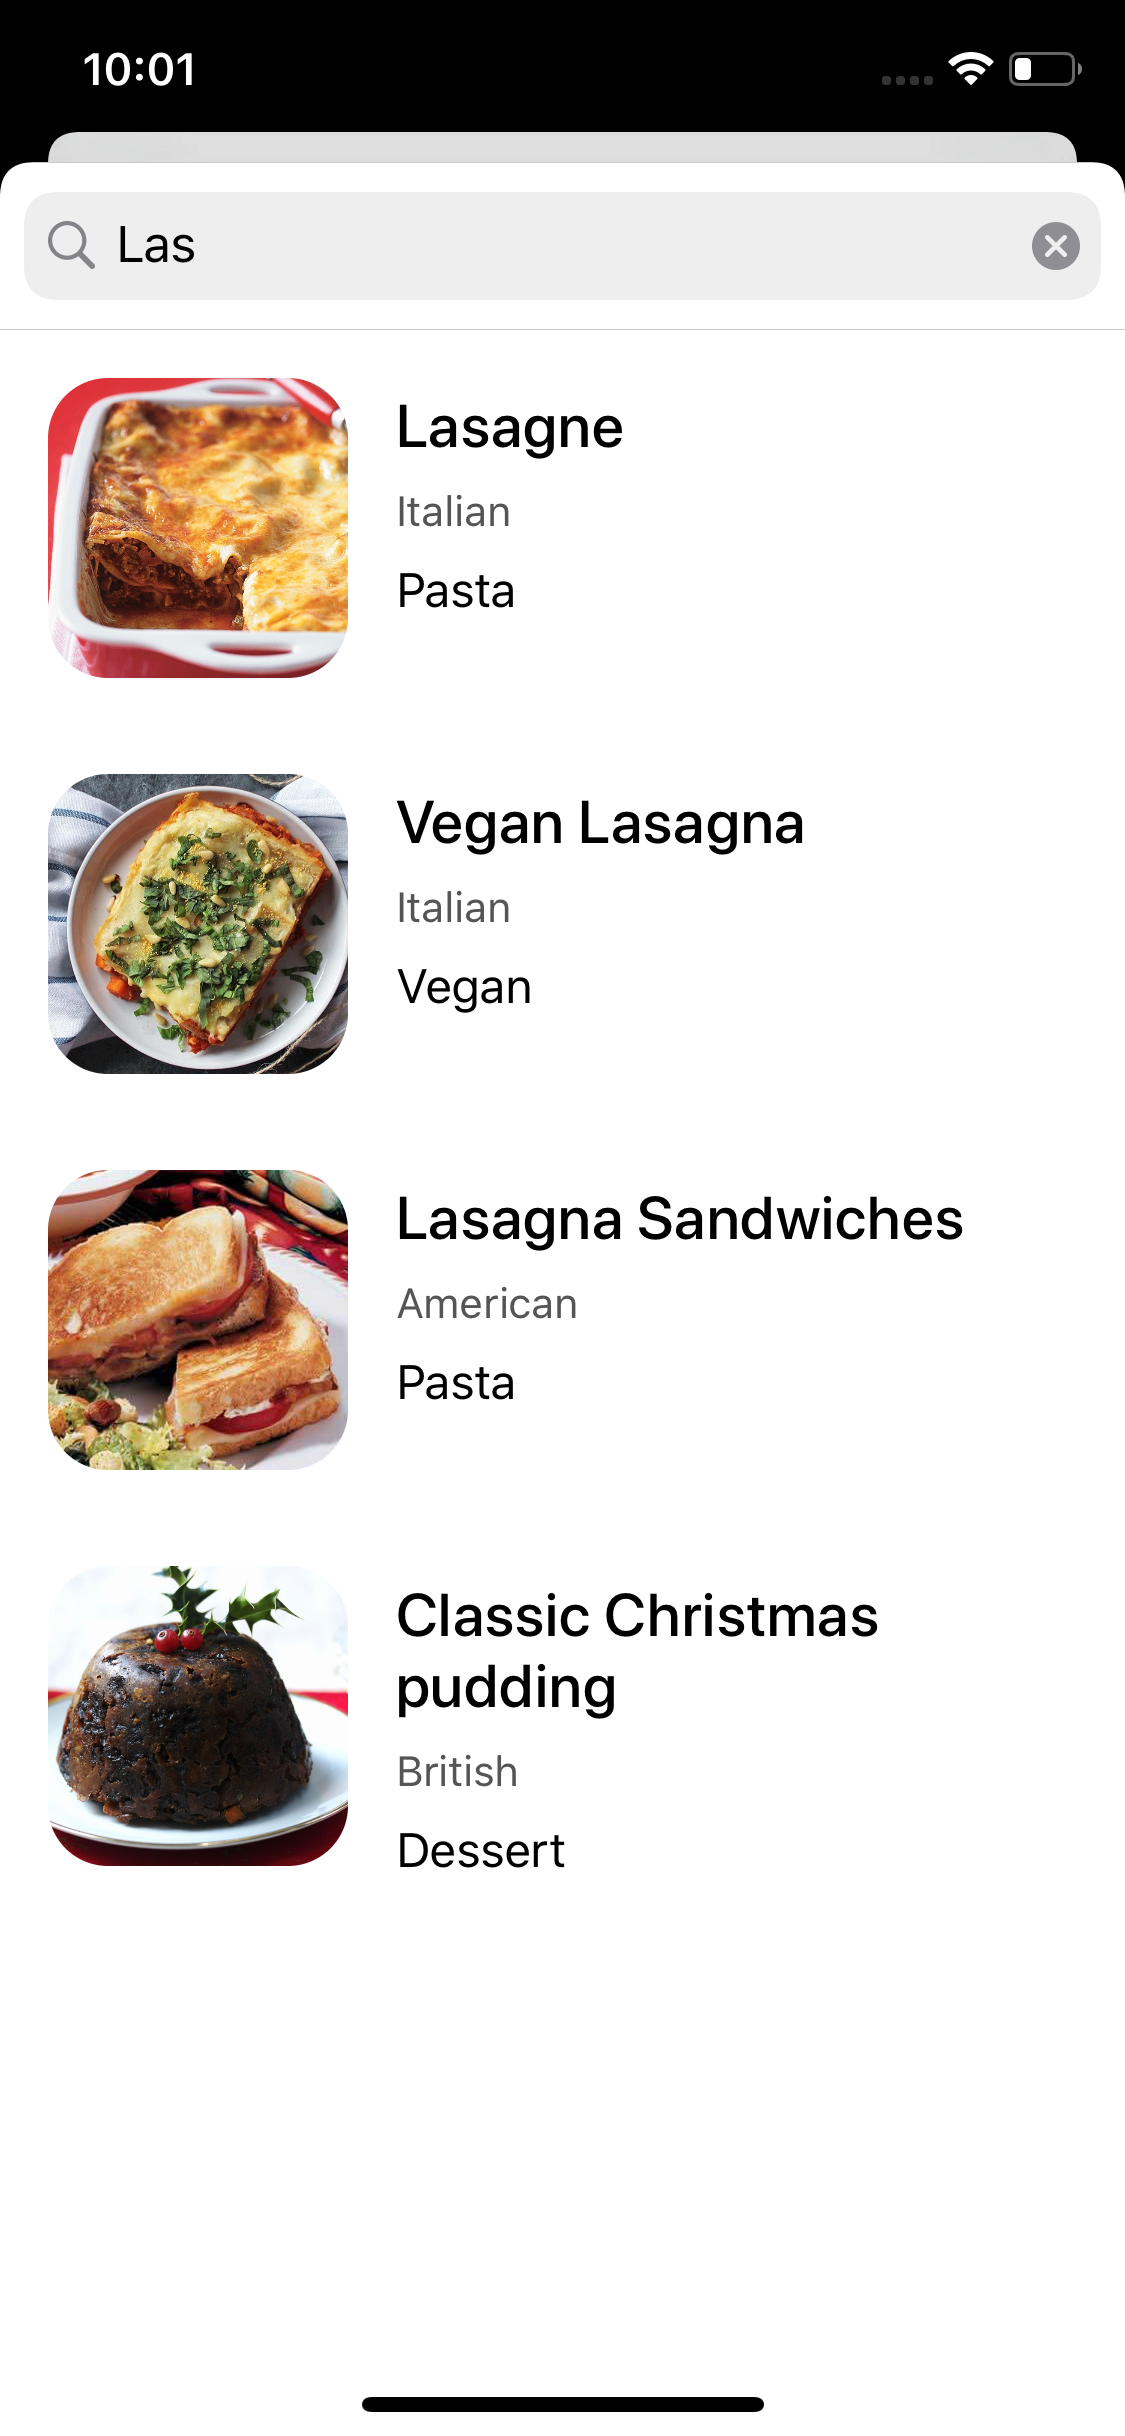 10:01
Las
Lasagne
Italian
Pasta
Vegan Lasagna
Italian
Vegan
Lasagna Sandwiches
American
Pasta
Classic Christmas
pudding
British
Dessert